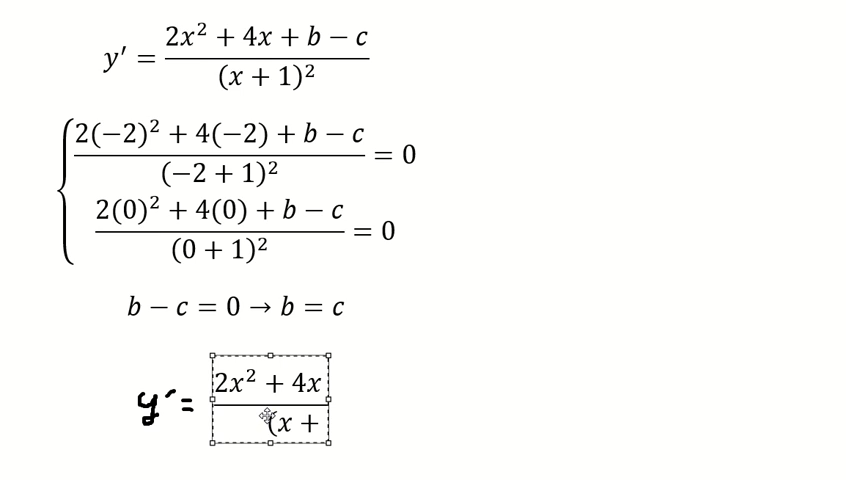 y′ = (2x² + 4x + b − c)/(x + 1)²
{ (2(−2)² + 4(−2) + b − c)/(−2 + 1)² = 0
(2(0)² + 4(0) + b − c)/(0 + 1)² = 0
b − c = 0 → b = c
y′ = (2x² + 4x)/(x +